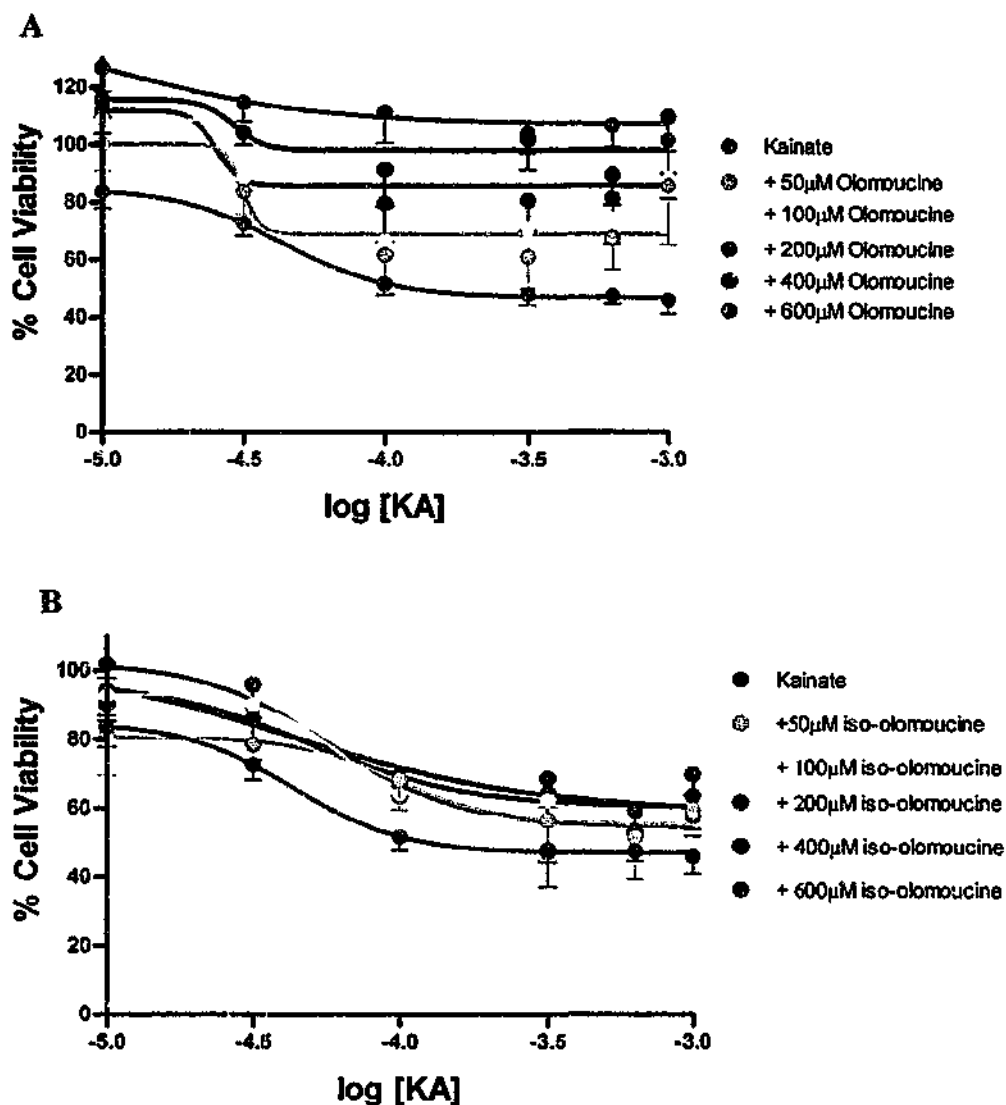 A
% Cell Viability
120
100
80
60
40
20
0
-5.0 -4.5 -4.0 -3.5 -3.0
log [KA]
Kainate
+ 50µM Olomoucine
+ 100µM Olomoucine
+ 200µM Olomoucine
+ 400µM Olomoucine
+ 600µM Olomoucine
B
% Cell Viability
100
80
60
40
20
0
-5.0 -4.5 -4.0 -3.5 -3.0
log [KA]
Kainate
+50µM iso-olomoucine
+ 100µM iso-olomoucine
+ 200µM iso-olomoucine
+ 400µM iso-olomoucine
+ 600µM iso-olomoucine